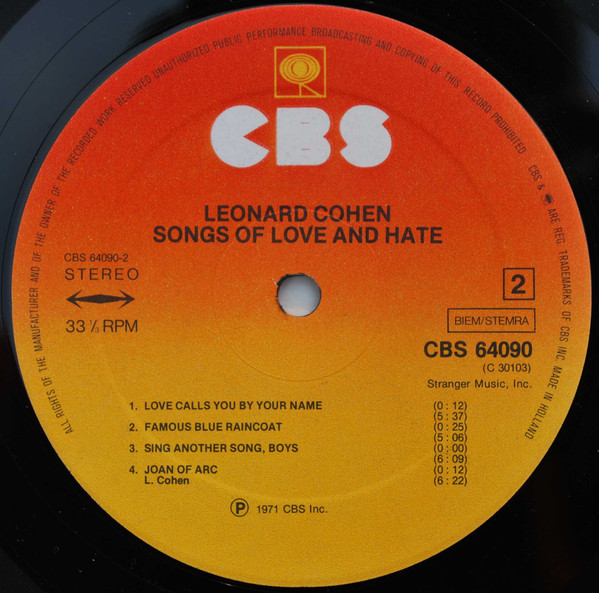 ALL RIGHTS OF THE MANUFACTURER AND OF THE OWNER OF THE RECORDED WORK RESERVED UNAUTHORIZED PUBLIC PERFORMANCE BROADCASTING AND COPYING OF THIS RECORD PROHIBITED
CBS & ARE REG. TRADEMARKS OF CBS INC. MADE IN HOLLAND
CBS
LEONARD COHEN
SONGS OF LOVE AND HATE
CBS 64090-2
STEREO
33 ⅓ RPM
2
BIEM/STEMRA
CBS 64090
(C 30103)
Stranger Music, Inc.
1. LOVE CALLS YOU BY YOUR NAME (0 : 12)
(5 : 37)
2. FAMOUS BLUE RAINCOAT (0 : 25)
(5 : 06)
3. SING ANOTHER SONG, BOYS (0 : 00)
(6 : 09)
4. JOAN OF ARC (0 : 12)
L. Cohen (6 : 22)
Ⓟ 1971 CBS Inc.